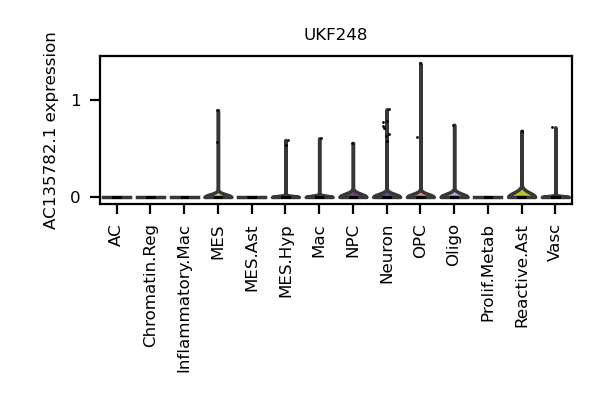 UKF248
AC135782.1 expression
1
0
AC
Chromatin.Reg
Inflammatory.Mac
MES
MES.Ast
MES.Hyp
Mac
NPC
Neuron
OPC
Oligo
Prolif.Metab
Reactive.Ast
Vasc